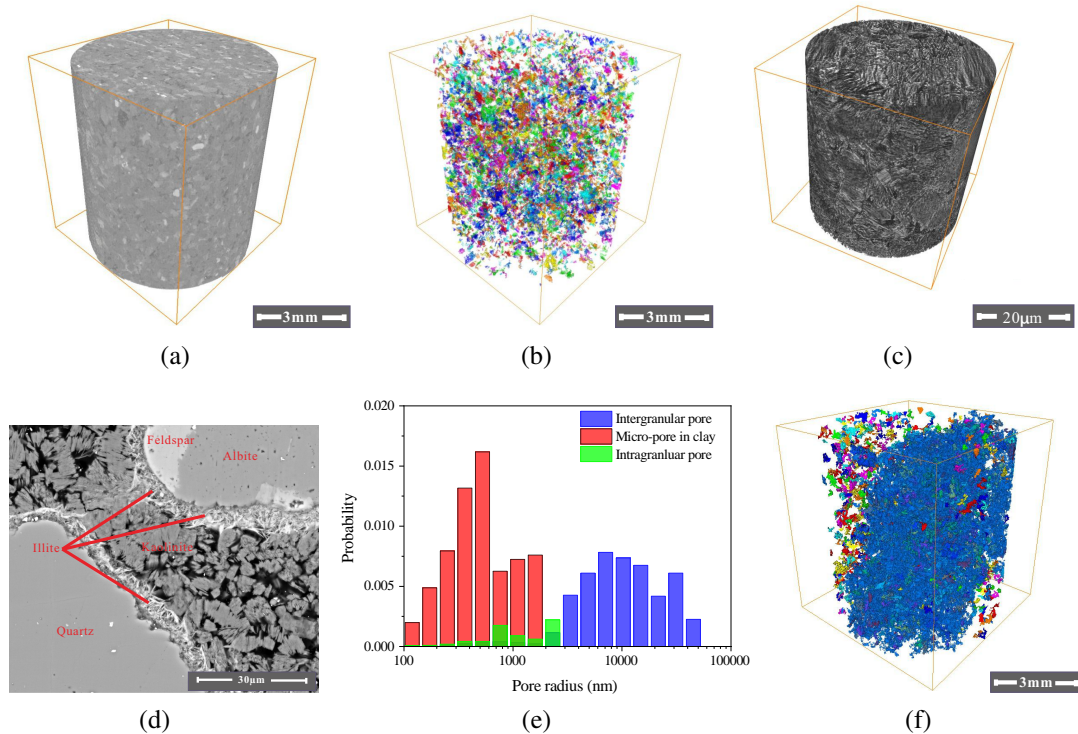 3mm
3mm
20μm
(a)
(b)
(c)
Feldspar
Albite
Illite
Kaolinite
Quartz
30μm
0.020
0.015
0.010
0.005
0.000
Probability
Intergranular pore
Micro-pore in clay
Intragranluar pore
100
1000
10000
100000
Pore radius (nm)
3mm
(d)
(e)
(f)